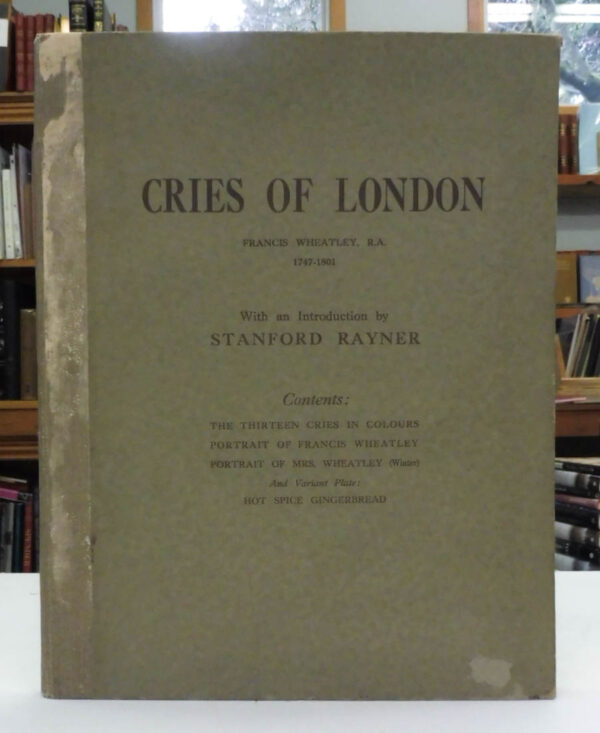 CRIES OF LONDON
FRANCIS WHEATLEY, R.A.
1747-1801
With an Introduction by
STANFORD RAYNER
Contents:
THE THIRTEEN CRIES IN COLOURS
PORTRAIT OF FRANCIS WHEATLEY
PORTRAIT OF MRS. WHEATLEY (Winter)
And Variant Plate:
HOT SPICE GINGERBREAD